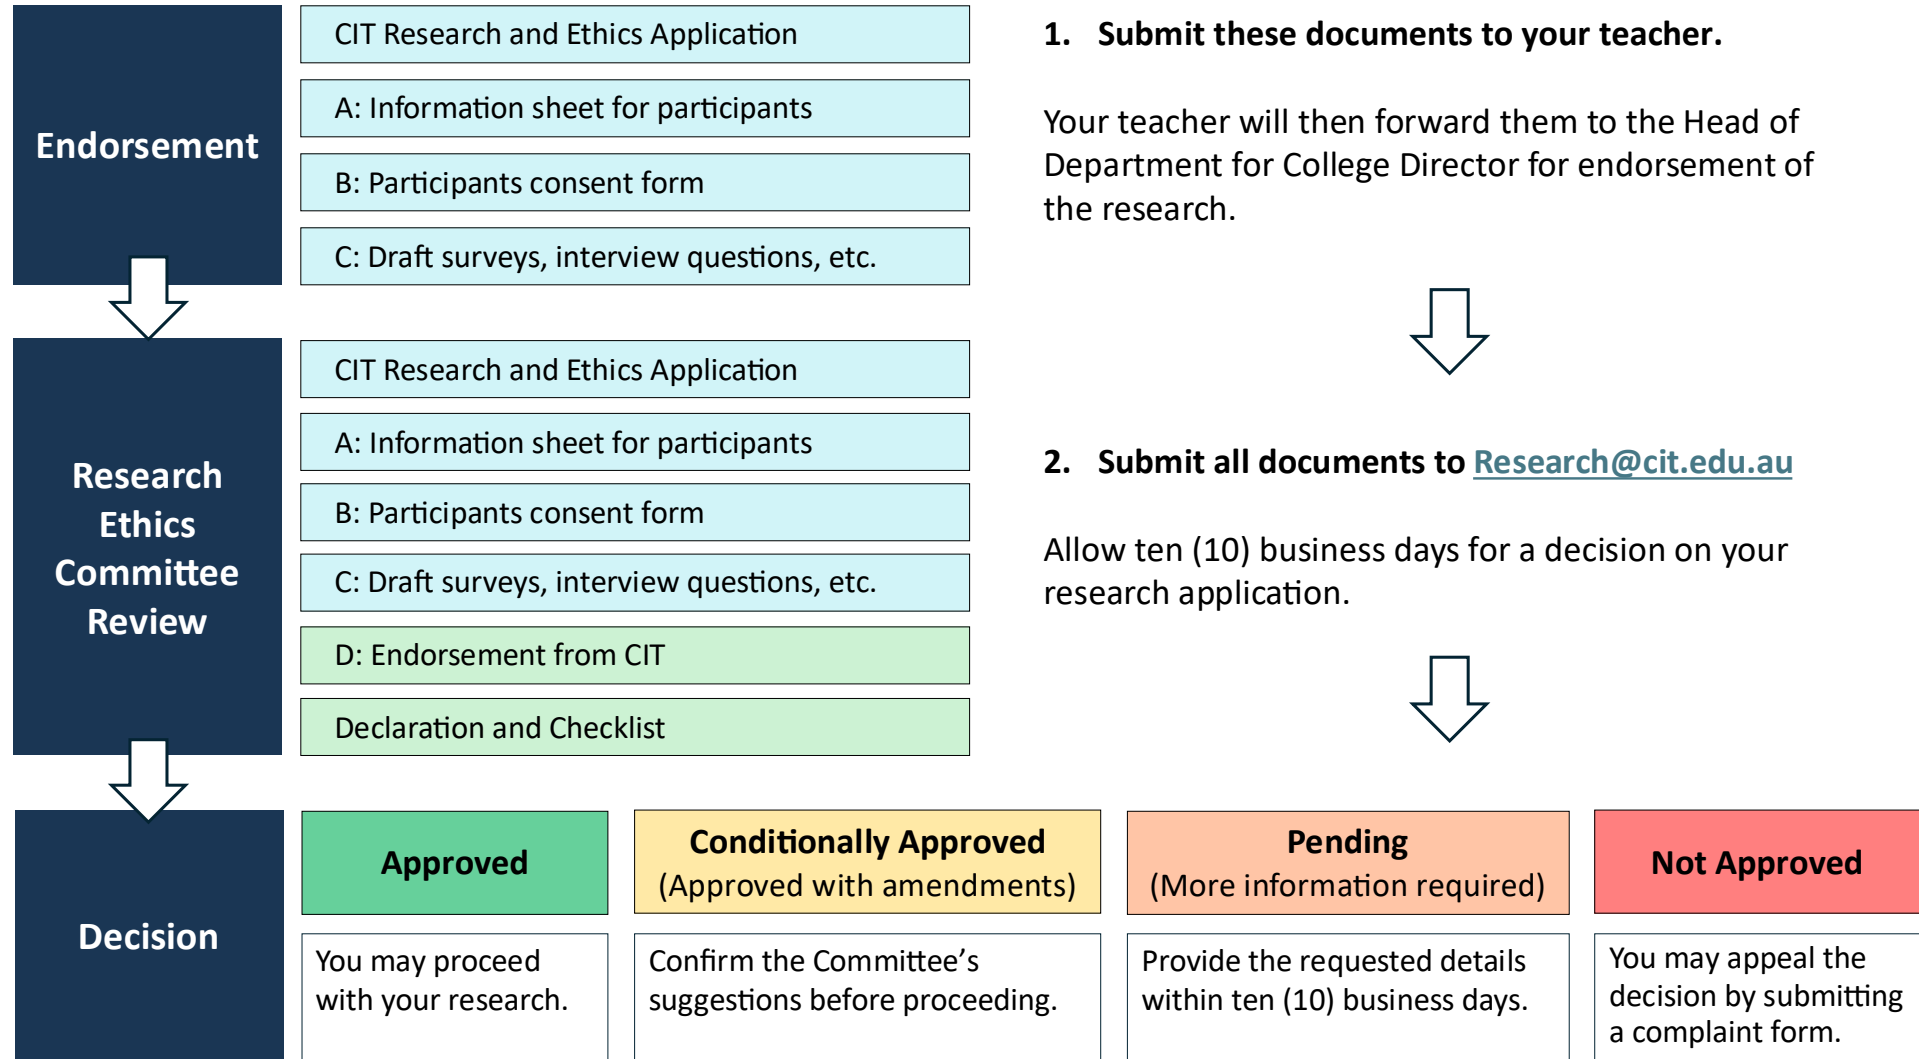 Endorsement
CIT Research and Ethics Application
A: Information sheet for participants
B: Participants consent form
C: Draft surveys, interview questions, etc.
1. Submit these documents to your teacher.
Your teacher will then forward them to the Head of
Department for College Director for endorsement of
the research.
Research
Ethics
Committee
Review
CIT Research and Ethics Application
A: Information sheet for participants
B: Participants consent form
C: Draft surveys, interview questions, etc.
D: Endorsement from CIT
Declaration and Checklist
2. Submit all documents to Research@cit.edu.au
Allow ten (10) business days for a decision on your
research application.
Decision
Approved
You may proceed
with your research.
Conditionally Approved
(Approved with amendments)
Confirm the Committee’s
suggestions before proceeding.
Pending
(More information required)
Provide the requested details
within ten (10) business days.
Not Approved
You may appeal the
decision by submitting
a complaint form.